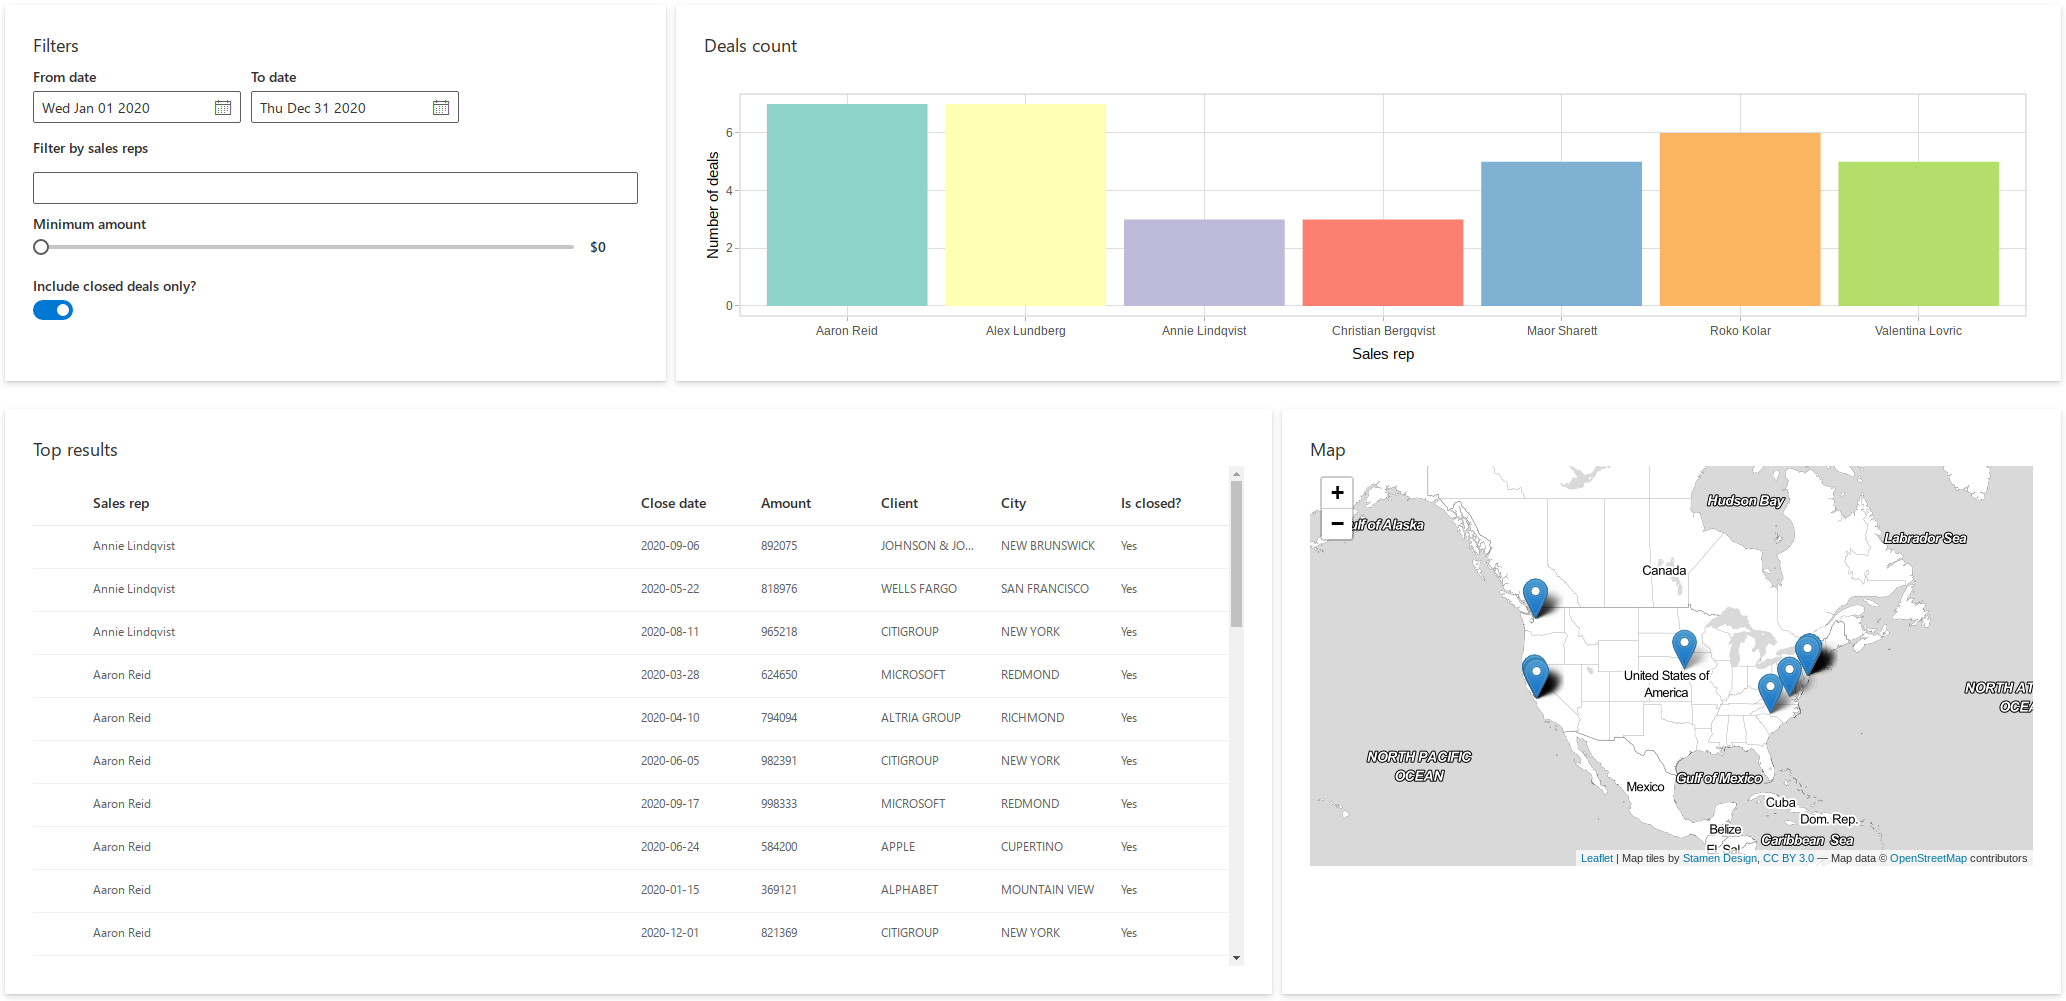 Filters
From date
To date
Wed Jan 01 2020
Thu Dec 31 2020
Filter by sales reps
Minimum amount
$0
Include closed deals only?
Deals count
Number of deals
6
4
2
0
Aaron Reid
Alex Lundberg
Annie Lindqvist
Christian Bergqvist
Maor Sharett
Roko Kolar
Valentina Lovric
Sales rep
Top results
Sales rep Close date Amount Client City Is closed?
Annie Lindqvist 2020-09-06 892075 JOHNSON & JO... NEW BRUNSWICK Yes
Annie Lindqvist 2020-05-22 818976 WELLS FARGO SAN FRANCISCO Yes
Annie Lindqvist 2020-08-11 965218 CITIGROUP NEW YORK Yes
Aaron Reid 2020-03-28 624650 MICROSOFT REDMOND Yes
Aaron Reid 2020-04-10 794094 ALTRIA GROUP RICHMOND Yes
Aaron Reid 2020-06-05 982391 CITIGROUP NEW YORK Yes
Aaron Reid 2020-09-17 998333 MICROSOFT REDMOND Yes
Aaron Reid 2020-06-24 584200 APPLE CUPERTINO Yes
Aaron Reid 2020-01-15 369121 ALPHABET MOUNTAIN VIEW Yes
Aaron Reid 2020-12-01 821369 CITIGROUP NEW YORK Yes
Map
+
−
Hudson Bay
ulf of Alaska
Labrador Sea
Canada
United States of
America
NORTH AT
OCEA
NORTH PACIFIC
OCEAN
Gulf of Mexico
Mexico
Cuba
Dom. Rep.
Belize
Caribbean Sea
El Sal.
Leaflet | Map tiles by Stamen Design, CC BY 3.0 — Map data © OpenStreetMap contributors